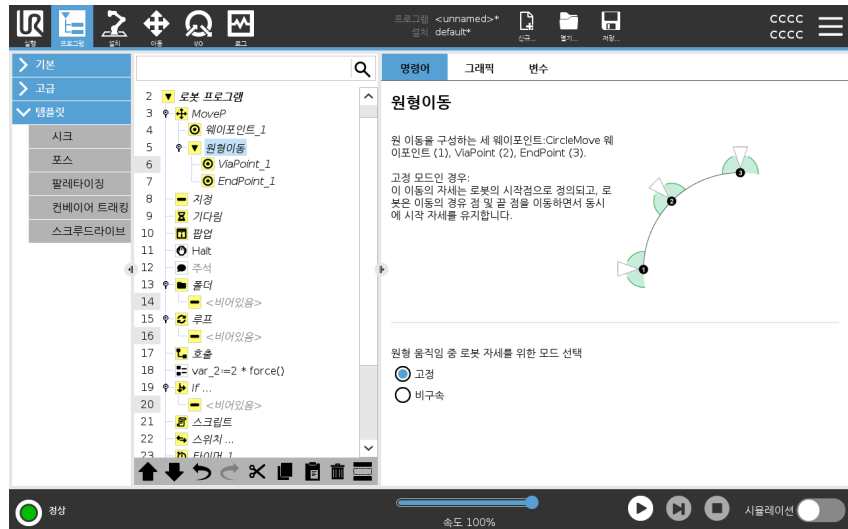 UR
실행
프로그램
설치
이동
I/O
로그
프로그램 <unnamed>*
설치 default*
신규...
열기...
저장...
cccc
cccc
기본
고급
템플릿
시크
포스
팔레타이징
컨베이어 트래킹
스크루드라이브
명령어 그래픽 변수
2 로봇 프로그램
3 MoveP
4 웨이포인트_1
5 원형이동
6 ViaPoint_1
7 EndPoint_1
8 지정
9 기다림
10 팝업
11 Halt
12 주석
13 폴더
14 <비어있음>
15 루프
16 <비어있음>
17 호출
18 var_2≔2 * force()
19 If ...
20 <비어있음>
21 스크립트
22 스위치 ...
23 타이머_1
원형이동
원 이동을 구성하는 세 웨이포인트:CircleMove 웨
이포인트 (1), ViaPoint (2), EndPoint (3).
고정 모드인 경우:
이 이동의 자세는 로봇의 시작점으로 정의되고, 로
봇은 이동의 경유 점 및 끝 점을 이동하면서 동시
에 시작 자세를 유지합니다.
1
2
3
원형 움직임 중 로봇 자세를 위한 모드 선택
고정
비구속
정상
속도 100%
시뮬레이션